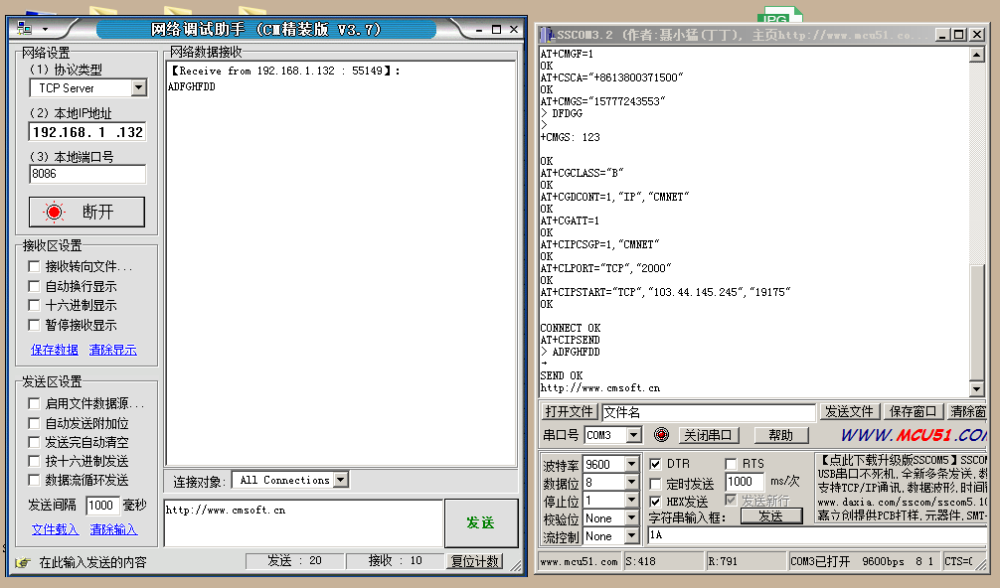 JPG
网络调试助手 (CM精装版 V3.7)
网络设置
(1) 协议类型
TCP Server
(2) 本地IP地址
192.168. 1 .132
(3) 本地端口号
8086
断开
接收区设置
接收转向文件...
自动换行显示
十六进制显示
暂停接收显示
保存数据 清除显示
发送区设置
启用文件数据源...
自动发送附加位
发送完自动清空
按十六进制发送
数据流循环发送
发送间隔 1000 毫秒
文件载入 清除输入
网络数据接收
【Receive from 192.168.1.132 : 55149】:
ADFGHFDD
连接对象: All Connections
http://www.cmsoft.cn
发送
在此输入发送的内容 发送 : 20 接收 : 10 复位计数
SSCOM3.2 (作者:聂小猛(丁丁), 主页http://www.mcu51.co...
AT+CMGF=1
OK
AT+CSCA="+8613800371500"
OK
AT+CMGS="15777243553"
> DFDGG
>
+CMGS: 123
OK
AT+CGCLASS="B"
OK
AT+CGDCONT=1,"IP","CMNET"
OK
AT+CGATT=1
OK
AT+CIPCSGP=1,"CMNET"
OK
AT+CLPORT="TCP","2000"
OK
AT+CIPSTART="TCP","103.44.145.245","19175"
OK
CONNECT OK
AT+CIPSEND
> ADFGHFDD
→
SEND OK
http://www.cmsoft.cn
打开文件 文件名 发送文件 保存窗口 清除窗
串口号 COM3 关闭串口 帮助 WWW.MCU51.CO
波特率 9600 DTR RTS
数据位 8 定时发送 1000 ms/次
停止位 1 HEX发送 发送新行
校验位 None 字符串输入框: 发送
流控制 None 1A
【点此下载升级版SSCOM5】SSCO
USB串口不死机,全新多条发送,
支持TCP/IP通讯,数据波形,时间
www.daxia.com/sscom/sscom5.1
嘉立创提供PCB打样,元器件,SMT
www.mcu51.com S:418 R:791 COM3已打开 9600bps 8 1 CTS=